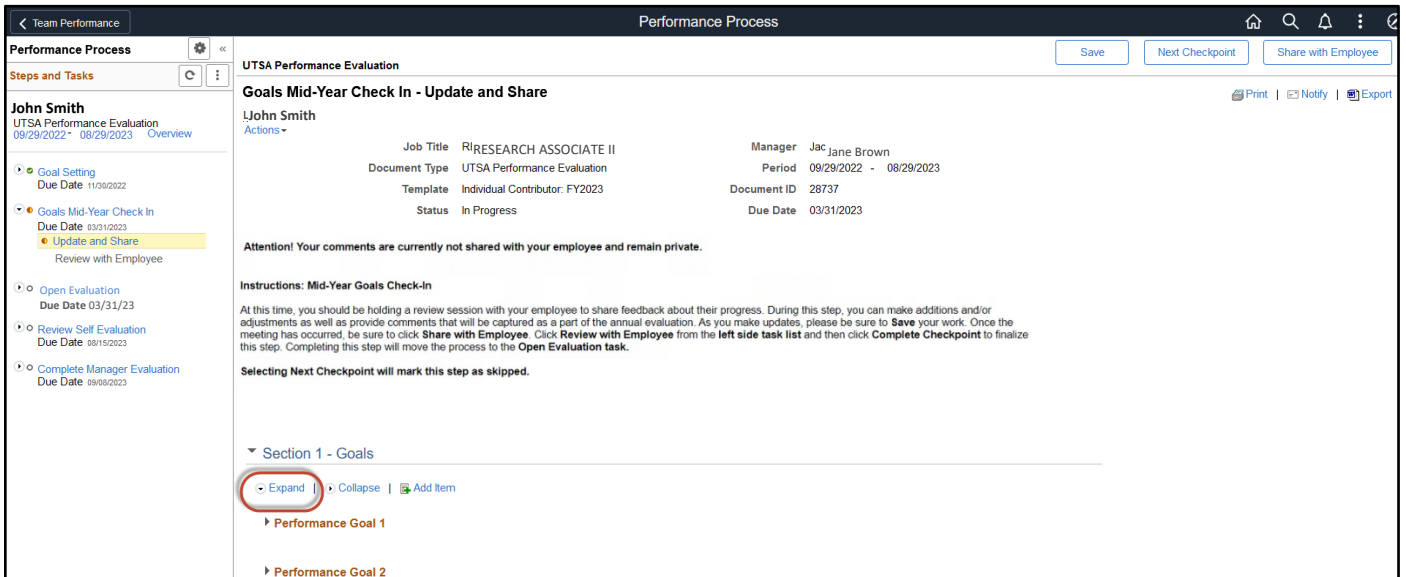 Team Performance
Performance Process
Performance Process
«
Steps and Tasks
John Smith
UTSA Performance Evaluation
09/29/2022- 08/29/2023 Overview
Goal Setting
Due Date 11/30/2022
Goals Mid-Year Check In
Due Date 03/31/2023
Update and Share
Review with Employee
Open Evaluation
Due Date 03/31/23
Review Self Evaluation
Due Date 08/15/2023
Complete Manager Evaluation
Due Date 09/08/2023
Save
Next Checkpoint
Share with Employee
UTSA Performance Evaluation
Goals Mid-Year Check In - Update and Share
Print | Notify | Export
John Smith
Actions
Job Title RIRESEARCH ASSOCIATE II
Manager Jac Jane Brown
Document Type UTSA Performance Evaluation
Period 09/29/2022 - 08/29/2023
Template Individual Contributor: FY2023
Document ID 28737
Status In Progress
Due Date 03/31/2023
Attention! Your comments are currently not shared with your employee and remain private.
Instructions: Mid-Year Goals Check-In
At this time, you should be holding a review session with your employee to share feedback about their progress. During this step, you can make additions and/or
adjustments as well as provide comments that will be captured as a part of the annual evaluation. As you make updates, please be sure to Save your work. Once the
meeting has occurred, be sure to click Share with Employee. Click Review with Employee from the left side task list and then click Complete Checkpoint to finalize
this step. Completing this step will move the process to the Open Evaluation task.
Selecting Next Checkpoint will mark this step as skipped.
Section 1 - Goals
Expand | Collapse | Add Item
Performance Goal 1
Performance Goal 2